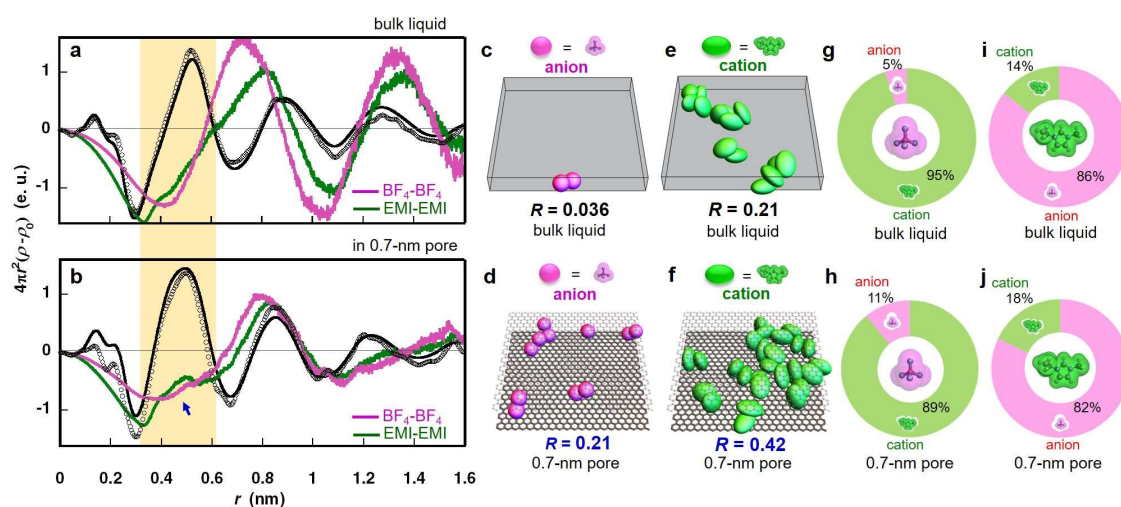 bulk liquid
a
1
0
-1
BF₄-BF₄
EMI-EMI
4πr²(ρ-ρ₀) (e. u.)
in 0.7-nm pore
b
1
0
-1
BF₄-BF₄
EMI-EMI
0 0.2 0.4 0.6 0.8 1.0 1.2 1.4 1.6
r (nm)
c
=
anion
R = 0.036
bulk liquid
d
=
anion
R = 0.21
0.7-nm pore
e
=
cation
R = 0.21
bulk liquid
f
=
cation
R = 0.42
0.7-nm pore
g
anion
5%
95%
cation
bulk liquid
h
anion
11%
89%
cation
0.7-nm pore
i
cation
14%
86%
anion
bulk liquid
j
cation
18%
82%
anion
0.7-nm pore